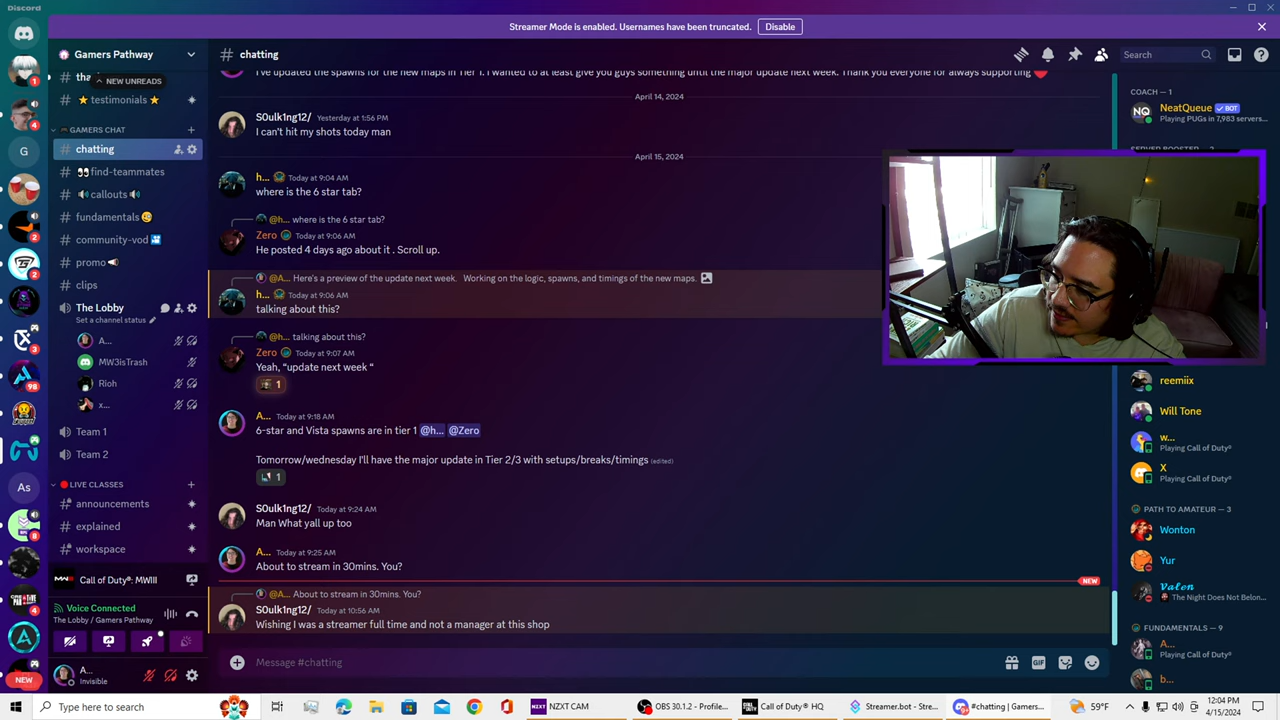 Discord
Streamer Mode is enabled. Usernames have been truncated.
Disable
Gamers Pathway
NEW UNREADS
testimonials
GAMERS CHAT
chatting
find-teammates
callouts
fundamentals
community-vod
promo
clips
The Lobby
Set a channel status
A...
MW3isTrash
Rioh
x...
Team 1
Team 2
LIVE CLASSES
announcements
explained
workspace
Call of Duty®: MWIII
Voice Connected
The Lobby / Gamers Pathway
A...
Invisible
chatting
Search
I've updated the spawns for the new maps in Tier 1. I wanted to at least give you guys something until the major update next week. Thank you everyone for always supporting
April 14, 2024
S0ulk1ng12/ Yesterday at 1:56 PM
I can't hit my shots today man
April 15, 2024
h... Today at 9:04 AM
where is the 6 star tab?
@h... where is the 6 star tab?
Zero Today at 9:06 AM
He posted 4 days ago about it . Scroll up.
@A... Here's a preview of the update next week. Working on the logic, spawns, and timings of the new maps.
h... Today at 9:06 AM
talking about this?
@h... talking about this?
Zero Today at 9:07 AM
Yeah, “update next week “
1
A... Today at 9:18 AM
6-star and Vista spawns are in tier 1 @h... @Zero
Tomorrow/wednesday I'll have the major update in Tier 2/3 with setups/breaks/timings (edited)
1
S0ulk1ng12/ Today at 9:24 AM
Man What yall up too
A... Today at 9:25 AM
About to stream in 30mins. You?
NEW
@A... About to stream in 30mins. You?
S0ulk1ng12/ Today at 10:56 AM
Wishing I was a streamer full time and not a manager at this shop
Message #chatting
GIF
COACH — 1
NeatQueue BOT
Playing PUGs in 7,983 servers...
reemiix
Will Tone
w...
Playing Call of Duty®
X
Playing Call of Duty®
PATH TO AMATEUR — 3
Wonton
Yur
Valen
The Night Does Not Belon...
FUNDAMENTALS — 9
A...
Playing Call of Duty®
b...
Type here to search
NZXT CAM
OBS 30.1.2 - Profile...
Call of Duty® HQ
Streamer.bot - Stre...
#chatting | Gamers...
59°F
12:04 PM
4/15/2024